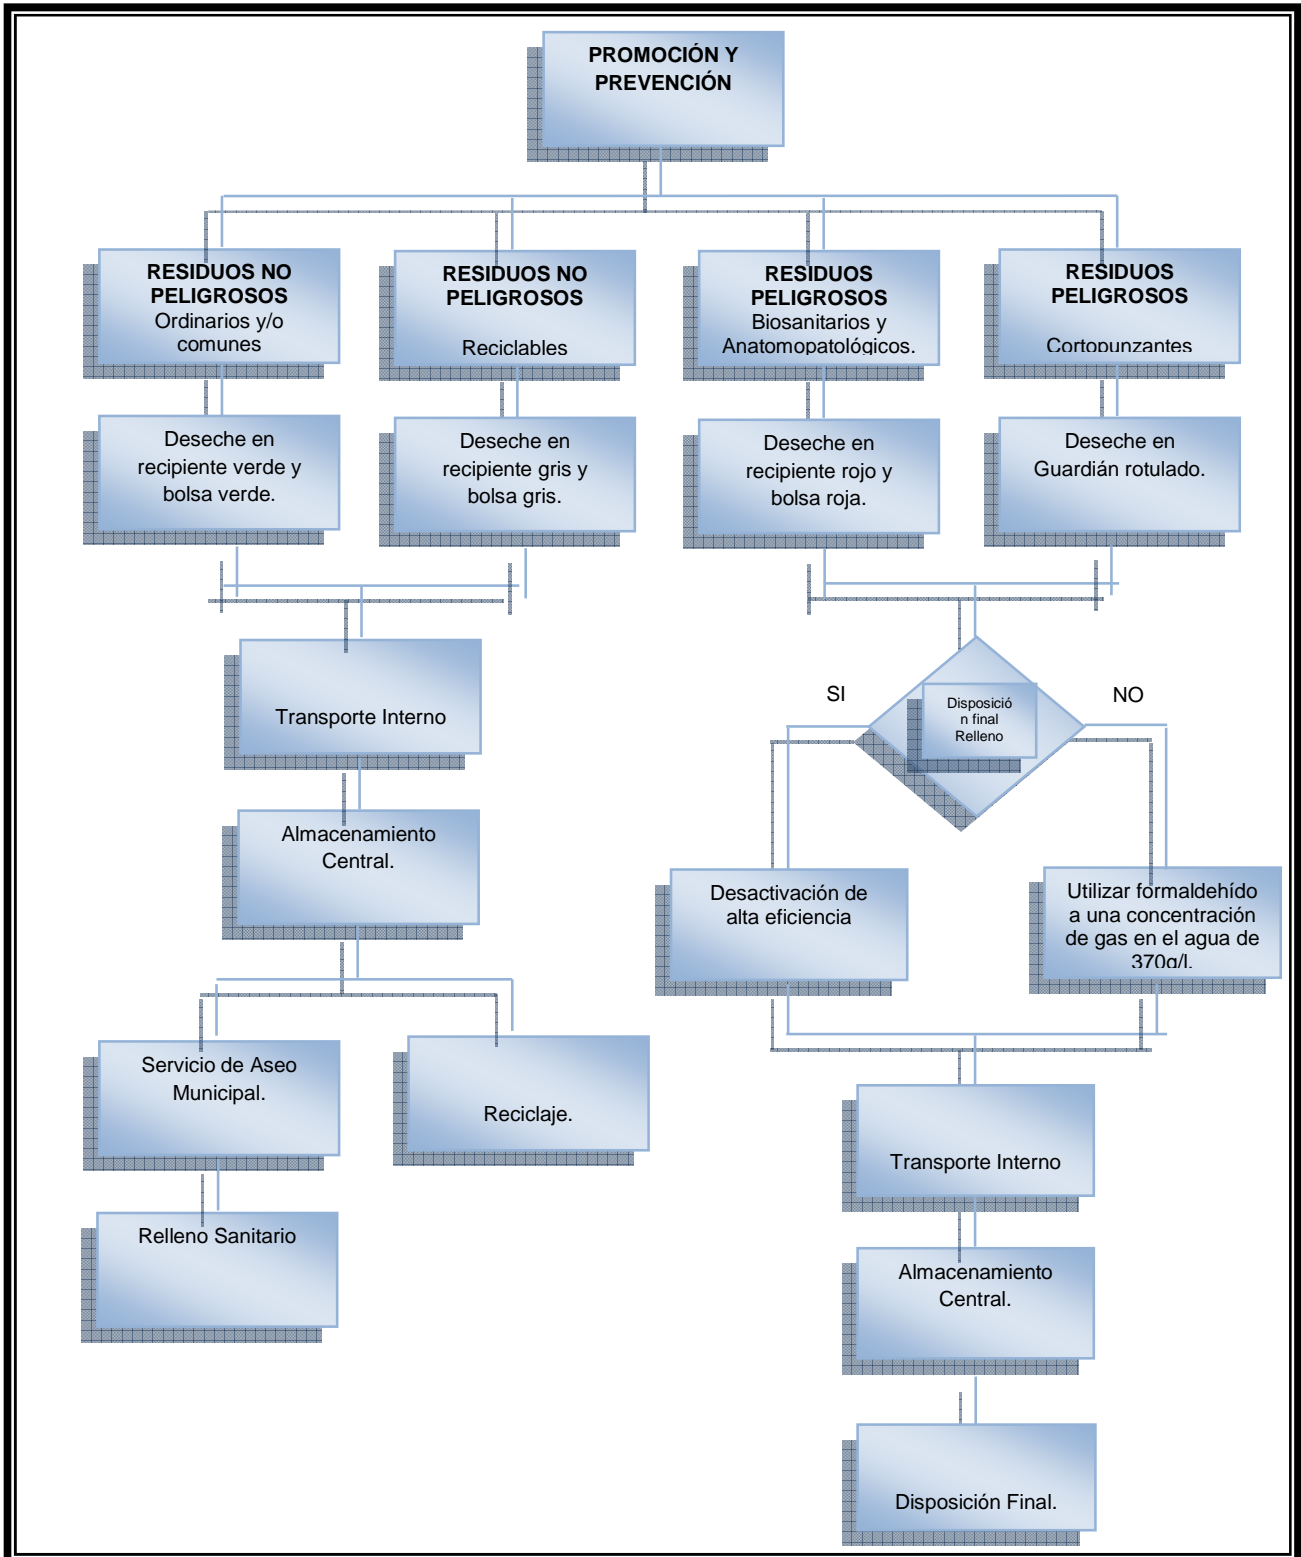 PROMOCIÓN Y
PREVENCIÓN
RESIDUOS NO
PELIGROSOS
Ordinarios y/o
comunes
RESIDUOS NO
PELIGROSOS
Reciclables
RESIDUOS
PELIGROSOS
Biosanitarios y
Anatomopatológicos.
RESIDUOS
PELIGROSOS
Cortopunzantes
Deseche en
recipiente verde y
bolsa verde.
Deseche en
recipiente gris y
bolsa gris.
Deseche en
recipiente rojo y
bolsa roja.
Deseche en
Guardián rotulado.
Transporte Interno
SI
Disposició
n final
Relleno
NO
Almacenamiento
Central.
Desactivación de
alta eficiencia
Utilizar formaldehído
a una concentración
de gas en el agua de
370g/l.
Servicio de Aseo
Municipal.
Reciclaje.
Transporte Interno
Relleno Sanitario
Almacenamiento
Central.
Disposición Final.